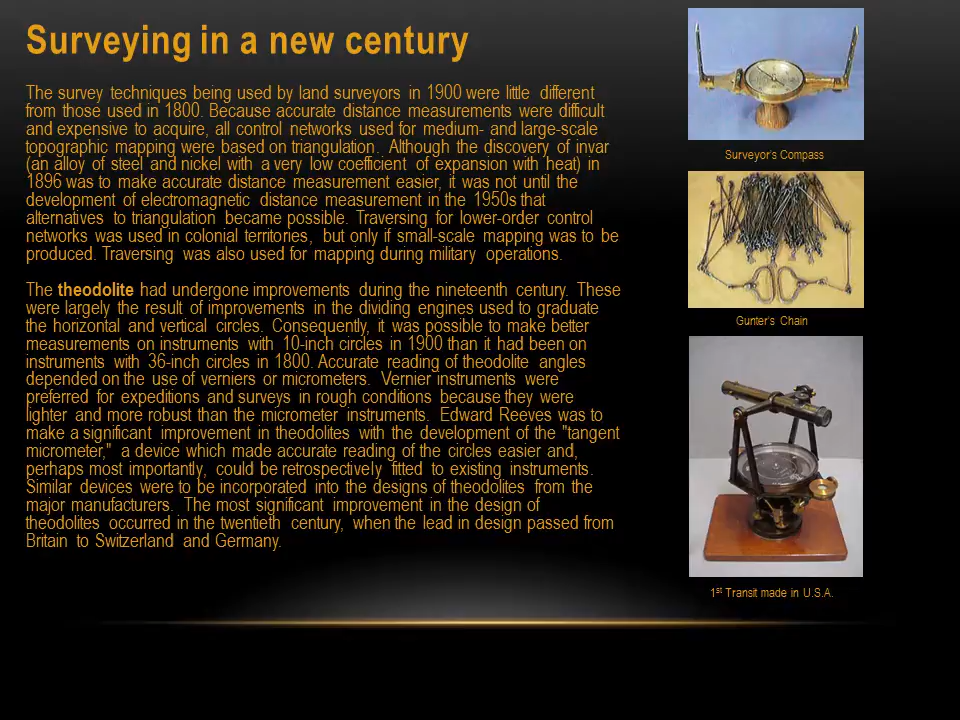 Surveying in a new century
The survey techniques being used by land surveyors in 1900 were little different
from those used in 1800. Because accurate distance measurements were difficult
and expensive to acquire, all control networks used for medium- and large-scale
topographic mapping were based on triangulation. Although the discovery of invar
(an alloy of steel and nickel with a very low coefficient of expansion with heat) in
1896 was to make accurate distance measurement easier, it was not until the
development of electromagnetic distance measurement in the 1950s that
alternatives to triangulation became possible. Traversing for lower-order control
networks was used in colonial territories, but only if small-scale mapping was to be
produced. Traversing was also used for mapping during military operations.
The theodolite had undergone improvements during the nineteenth century. These
were largely the result of improvements in the dividing engines used to graduate
the horizontal and vertical circles. Consequently, it was possible to make better
measurements on instruments with 10-inch circles in 1900 than it had been on
instruments with 36-inch circles in 1800. Accurate reading of theodolite angles
depended on the use of verniers or micrometers. Vernier instruments were
preferred for expeditions and surveys in rough conditions because they were
lighter and more robust than the micrometer instruments. Edward Reeves was to
make a significant improvement in theodolites with the development of the "tangent
micrometer," a device which made accurate reading of the circles easier and,
perhaps most importantly, could be retrospectively fitted to existing instruments.
Similar devices were to be incorporated into the designs of theodolites from the
major manufacturers. The most significant improvement in the design of
theodolites occurred in the twentieth century, when the lead in design passed from
Britain to Switzerland and Germany.
Surveyor's Compass
Gunter's Chain
1st Transit made in U.S.A.